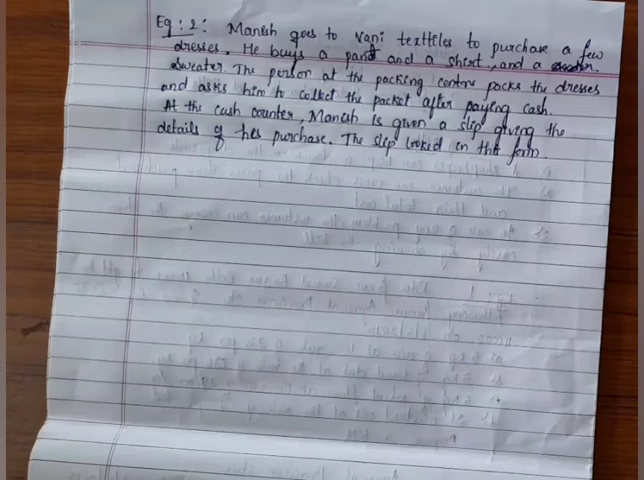 Eg : 2 : Manish goes to Vani textiles to purchase a few
dresses. He buys a pant and a shirt, and a
sweater. The person at the packing centre packs the dresses
and asks him to collect the packet after paying cash.
At the cash counter, Manish is given a slip giving the
details of his purchase. The slip looked in this form.